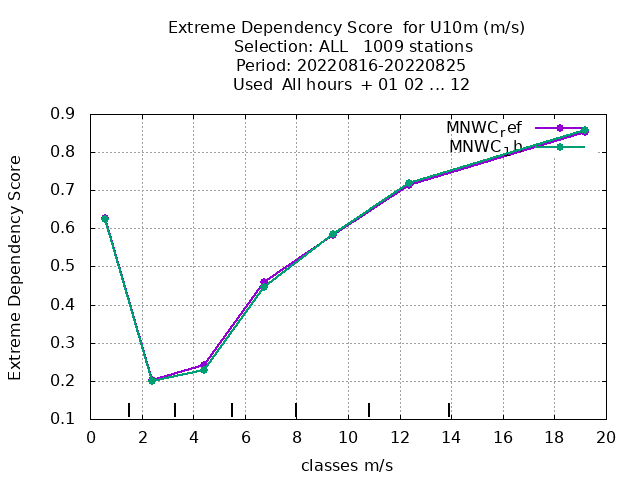 Extreme Dependency Score for U10m (m/s)
Selection: ALL 1009 stations
Period: 20220816-20220825
Used All hours + 01 02 ... 12
Extreme Dependency Score
0.9
0.8
0.7
0.6
0.5
0.4
0.3
0.2
0.1
MNWC_ref
MNWC_1h
0 2 4 6 8 10 12 14 16 18 20
classes m/s